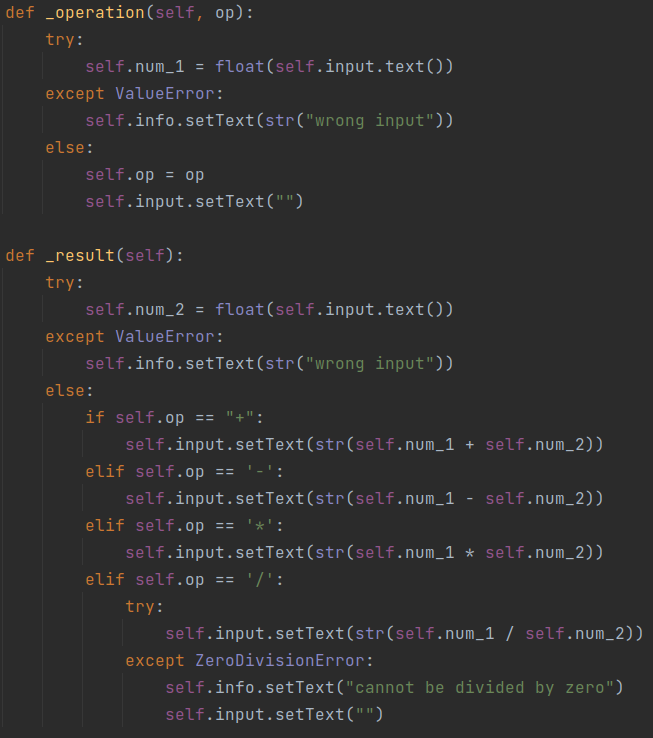 def _operation(self, op):
    try:
        self.num_1 = float(self.input.text())
    except ValueError:
        self.info.setText(str("wrong input"))
    else:
        self.op = op
        self.input.setText("")

def _result(self):
    try:
        self.num_2 = float(self.input.text())
    except ValueError:
        self.info.setText(str("wrong input"))
    else:
        if self.op == "+":
            self.input.setText(str(self.num_1 + self.num_2))
        elif self.op == '-':
            self.input.setText(str(self.num_1 - self.num_2))
        elif self.op == '*':
            self.input.setText(str(self.num_1 * self.num_2))
        elif self.op == '/':
            try:
                self.input.setText(str(self.num_1 / self.num_2))
            except ZeroDivisionError:
                self.info.setText("cannot be divided by zero")
                self.input.setText("")